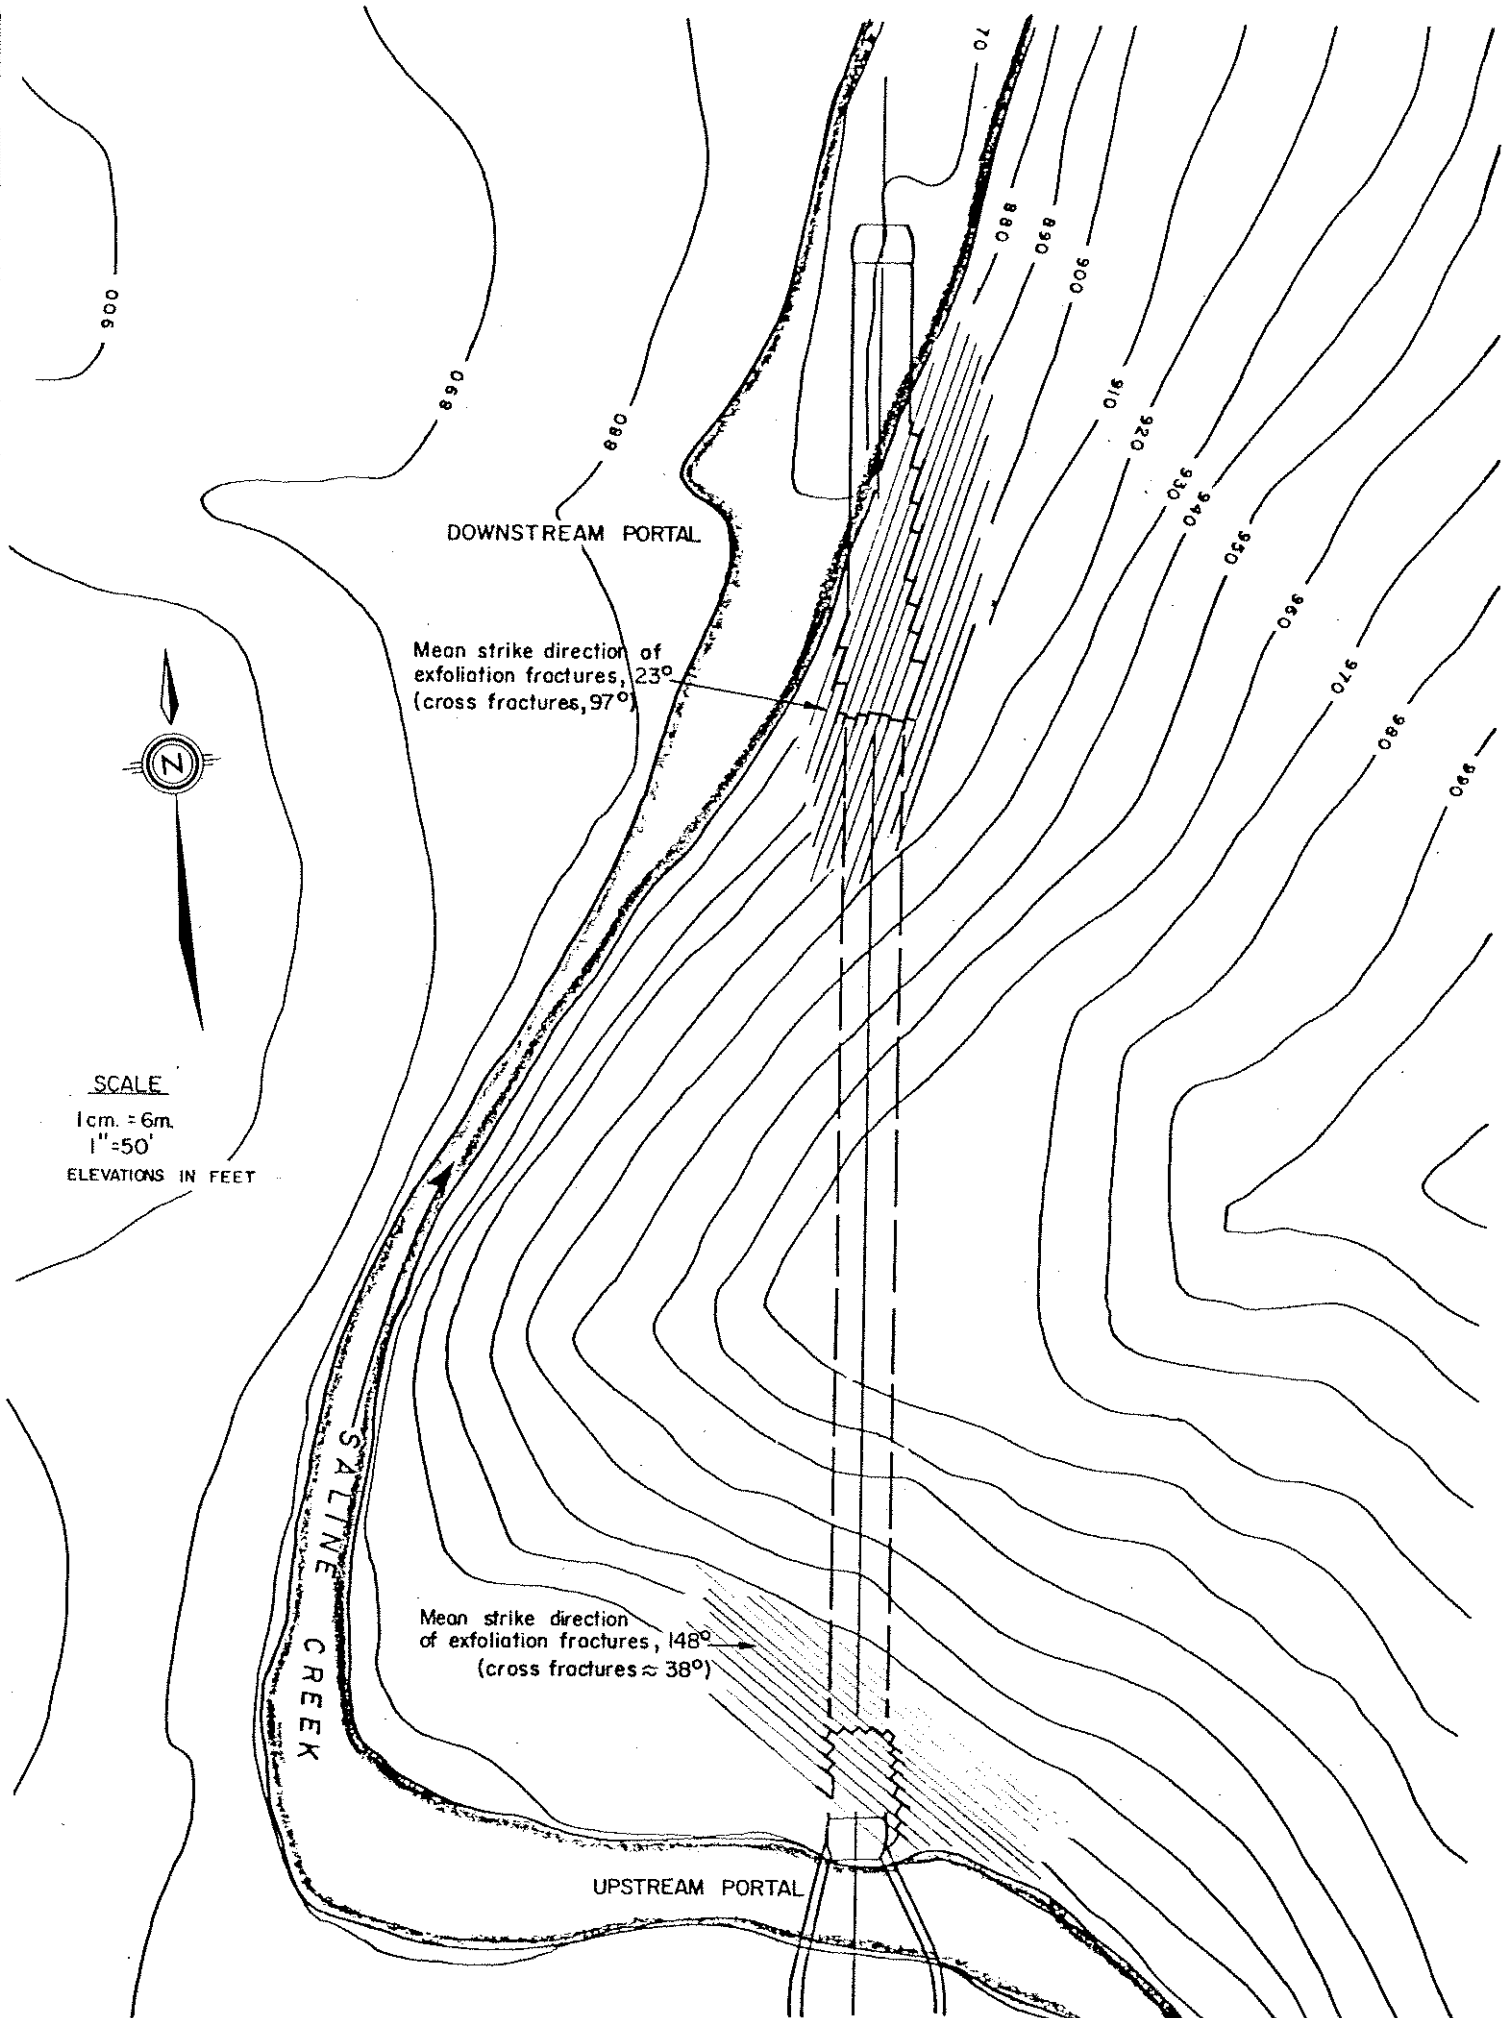 70
880
890
900
910
920
930
940
950
960
970
980
990
900
890
880
DOWNSTREAM PORTAL
Mean strike direction of
exfoliation fractures, 23°
(cross fractures, 97°)
N
SCALE
1cm. = 6m.
1"=50'
ELEVATIONS IN FEET
SALINE CREEK
Mean strike direction
of exfoliation fractures, 148°
(cross fractures ≈ 38°)
UPSTREAM PORTAL